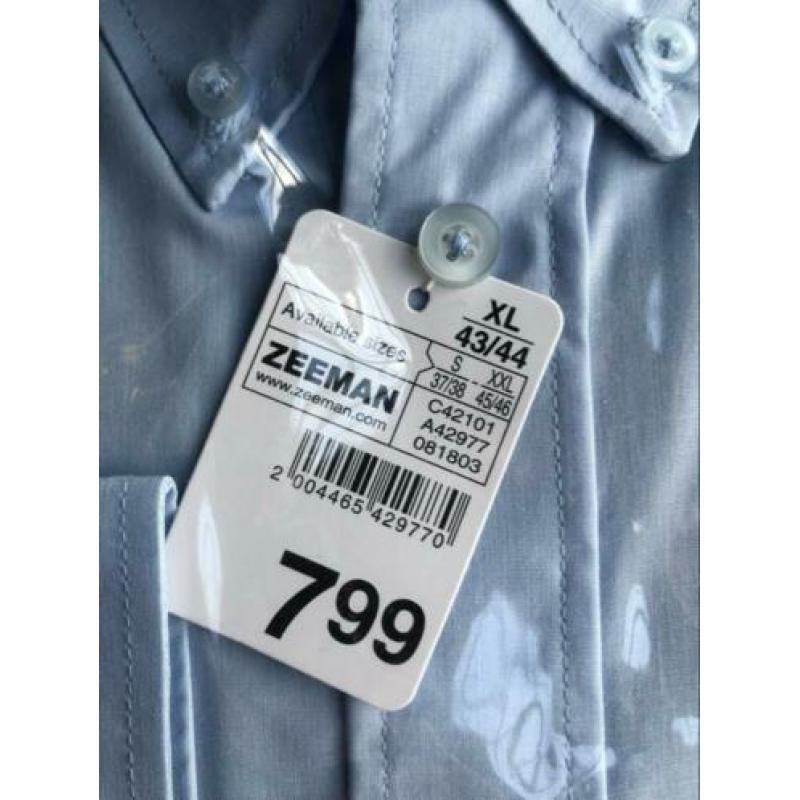 XL
43/44
Available sizes
S - XXL
37/38 45/46
ZEEMAN
www.zeeman.com
C42101
A42977
081803
2 004465 429770
799